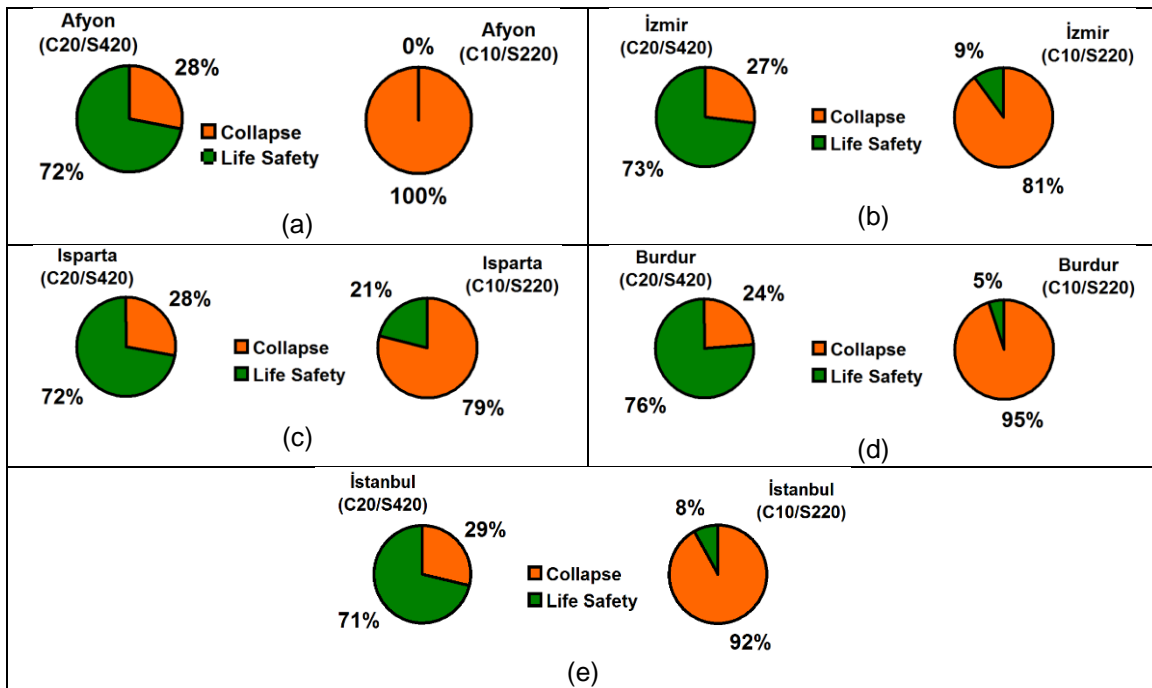 Afyon
(C20/S420)
28%
72%
Collapse
Life Safety
0%
Afyon
(C10/S220)
100%
(a)
İzmir
(C20/S420)
27%
73%
Collapse
Life Safety
9%
İzmir
(C10/S220)
81%
(b)
Isparta
(C20/S420)
28%
72%
Collapse
Life Safety
21%
Isparta
(C10/S220)
79%
(c)
Burdur
(C20/S420)
24%
76%
Collapse
Life Safety
5%
Burdur
(C10/S220)
95%
(d)
İstanbul
(C20/S420)
29%
71%
Collapse
Life Safety
8%
İstanbul
(C10/S220)
92%
(e)